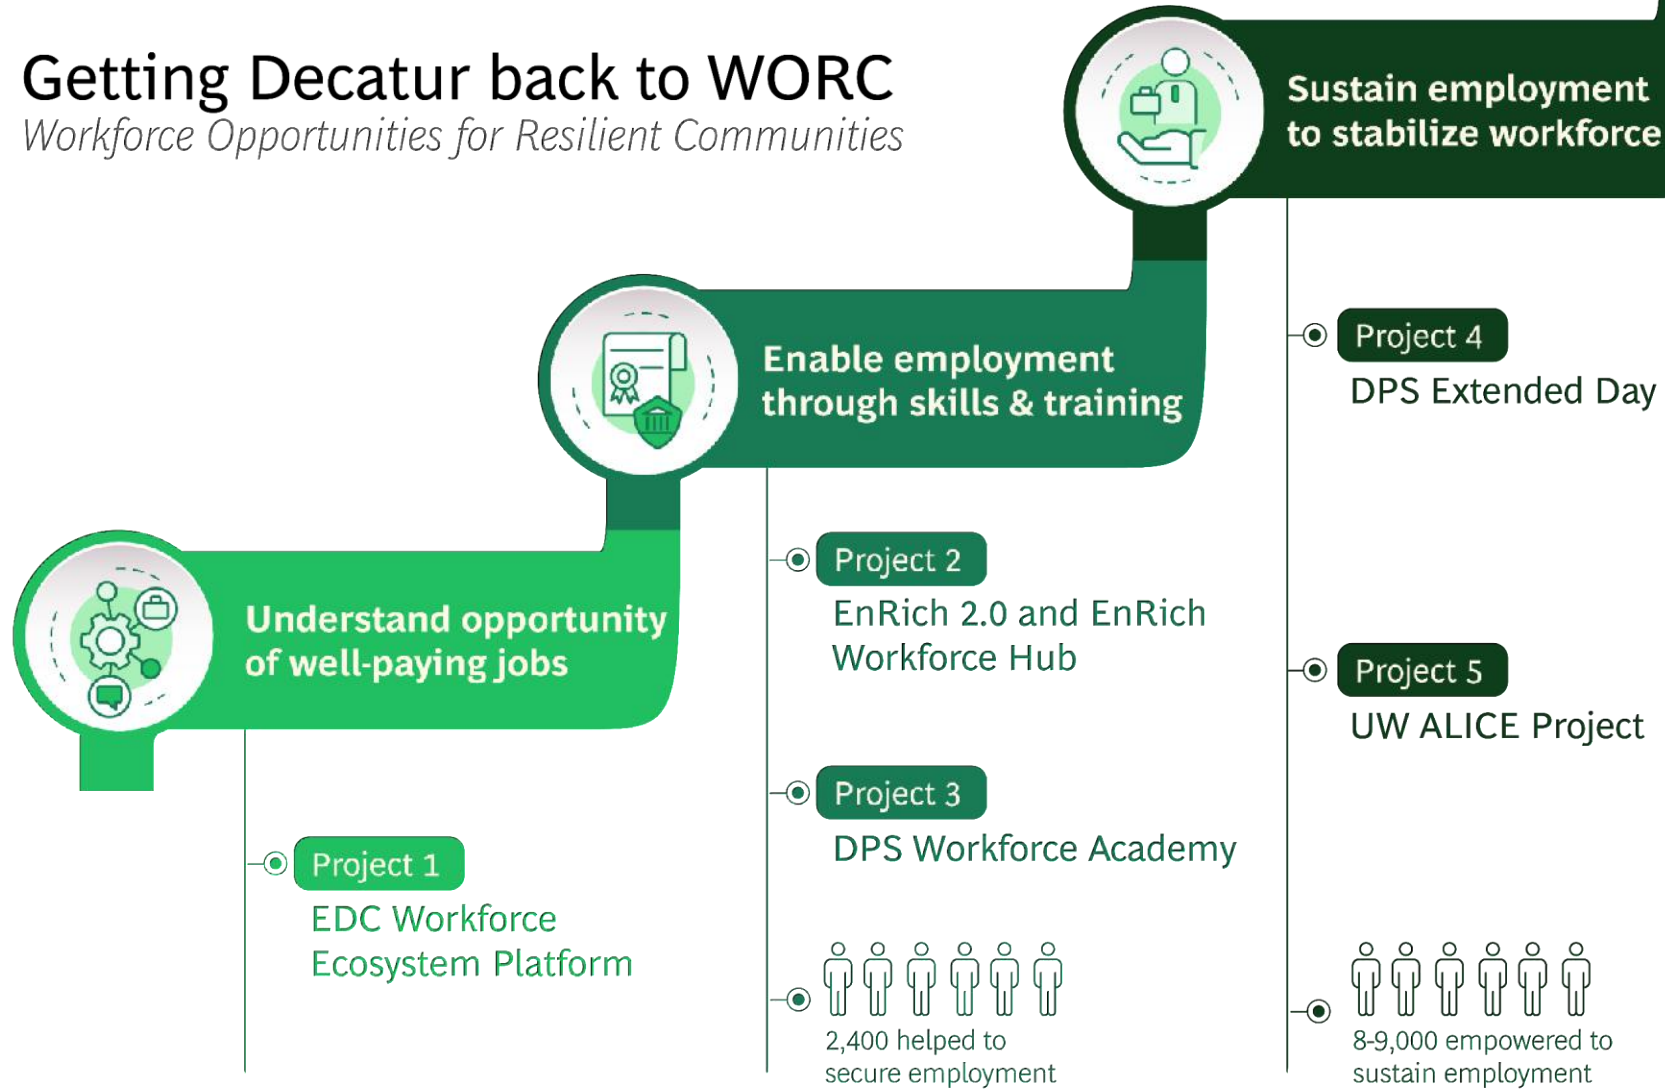 Getting Decatur back to WORC
Workforce Opportunities for Resilient Communities
Understand opportunity
of well-paying jobs
Project 1
EDC Workforce
Ecosystem Platform
Enable employment
through skills & training
Project 2
EnRich 2.0 and EnRich
Workforce Hub
Project 3
DPS Workforce Academy
2,400 helped to
secure employment
Sustain employment
to stabilize workforce
Project 4
DPS Extended Day
Project 5
UW ALICE Project
8-9,000 empowered to
sustain employment